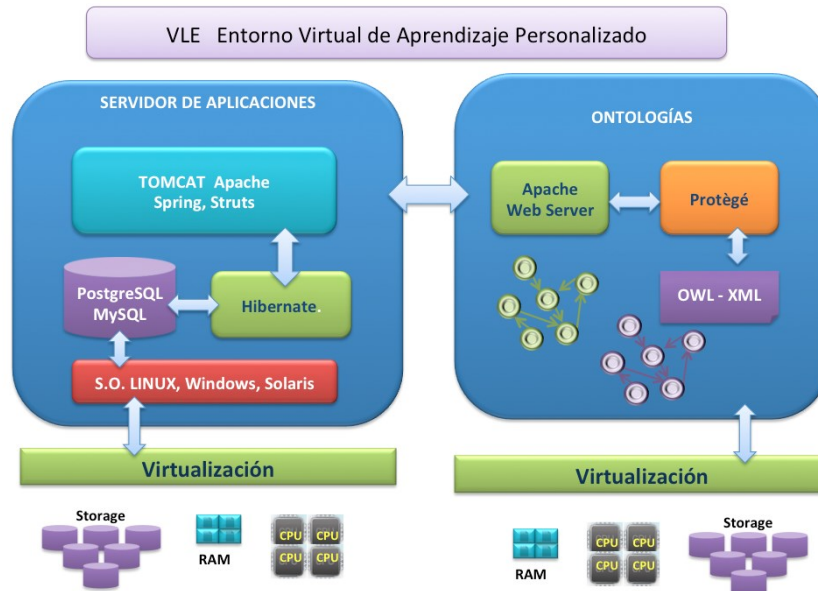 VLE Entorno Virtual de Aprendizaje Personalizado
SERVIDOR DE APLICACIONES
TOMCAT Apache
Spring, Struts
PostgreSQL
MySQL
Hibernate.
S.O. LINUX, Windows, Solaris
Virtualización
Storage
RAM
CPU
CPU
CPU
CPU
ONTOLOGÍAS
Apache
Web Server
Protègé
OWL - XML
Virtualización
RAM
CPU
CPU
CPU
CPU
Storage